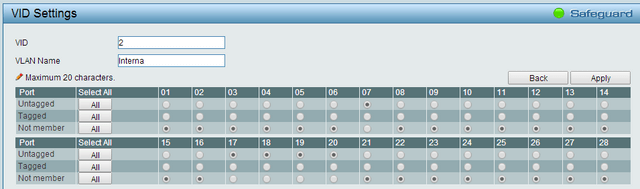 VID Settings Safeguard
VID 2
VLAN Name Interna
Maximum 20 characters. Back Apply
Port Select All 01 02 03 04 05 06 07 08 09 10 11 12 13 14
Untagged All
Tagged All
Not member All
Port Select All 15 16 17 18 19 20 21 22 23 24 25 26 27 28
Untagged All
Tagged All
Not member All